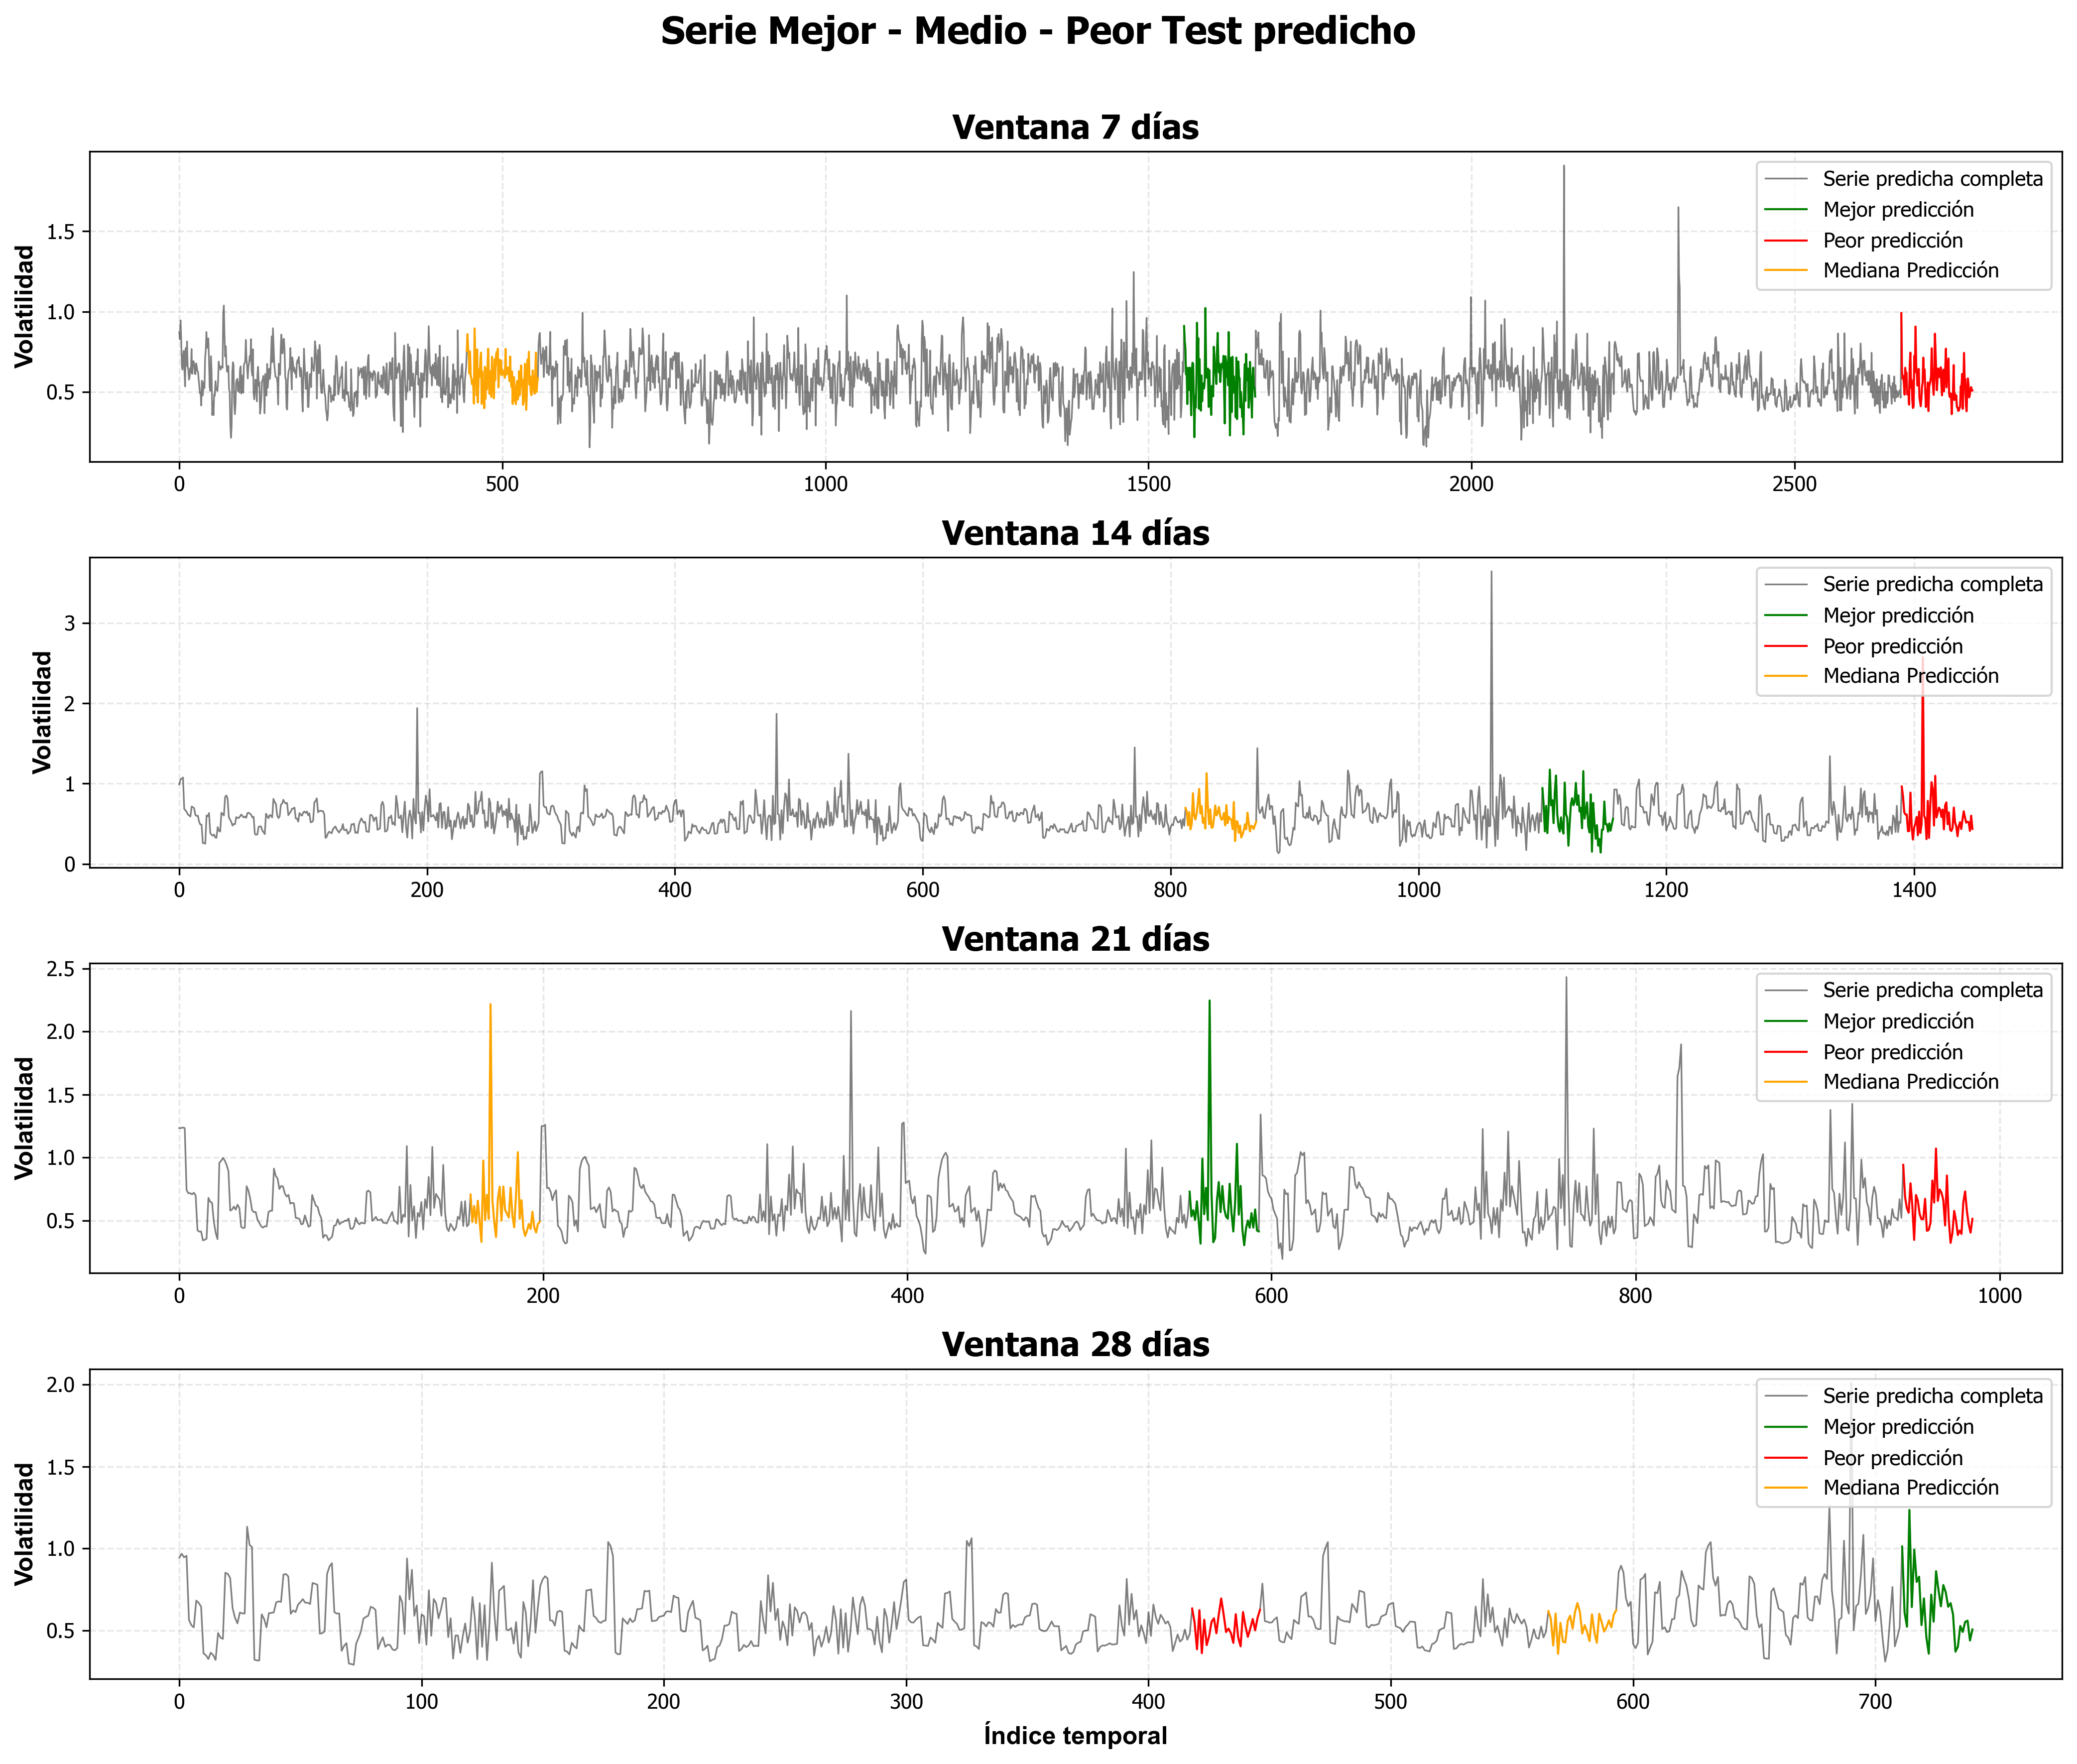 Serie Mejor - Medio - Peor Test predicho
Ventana 7 días
Volatilidad
1.5
1.0
0.5
Serie predicha completa
Mejor predicción
Peor predicción
Mediana Predicción
0 500 1000 1500 2000 2500
Ventana 14 días
Volatilidad
3
2
1
0
Serie predicha completa
Mejor predicción
Peor predicción
Mediana Predicción
0 200 400 600 800 1000 1200 1400
Ventana 21 días
Volatilidad
2.5
2.0
1.5
1.0
0.5
Serie predicha completa
Mejor predicción
Peor predicción
Mediana Predicción
0 200 400 600 800 1000
Ventana 28 días
Volatilidad
2.0
1.5
1.0
0.5
Serie predicha completa
Mejor predicción
Peor predicción
Mediana Predicción
0 100 200 300 400 500 600 700
Índice temporal